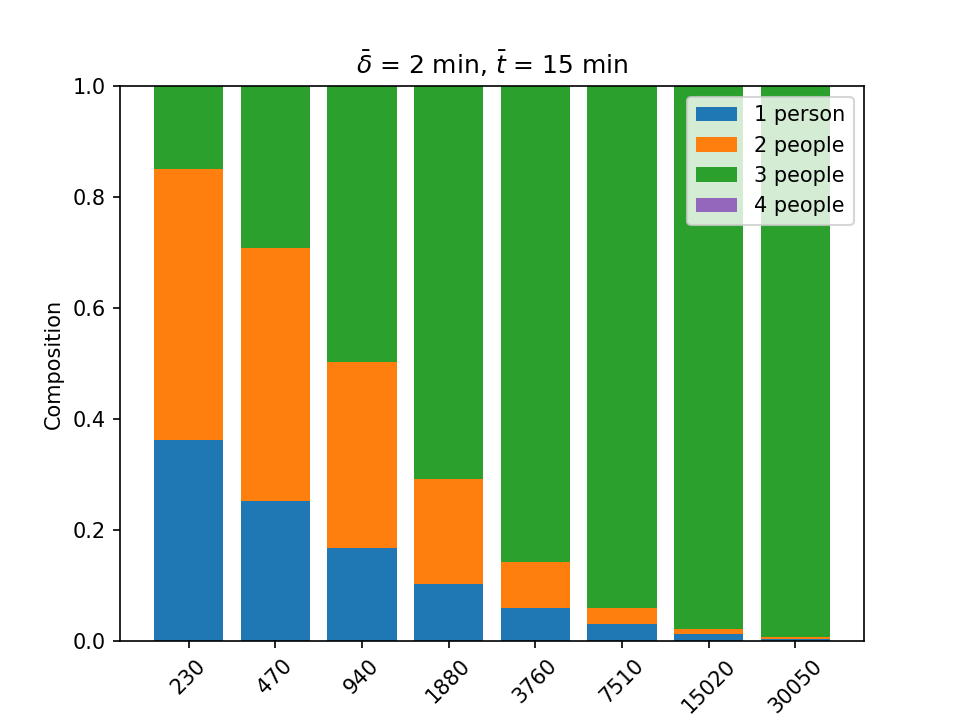 δ̄ = 2 min, t̄ = 15 min
1.0
0.8
0.6
0.4
0.2
0.0
Composition
1 person
2 people
3 people
4 people
230
470
940
1880
3760
7510
15020
30050